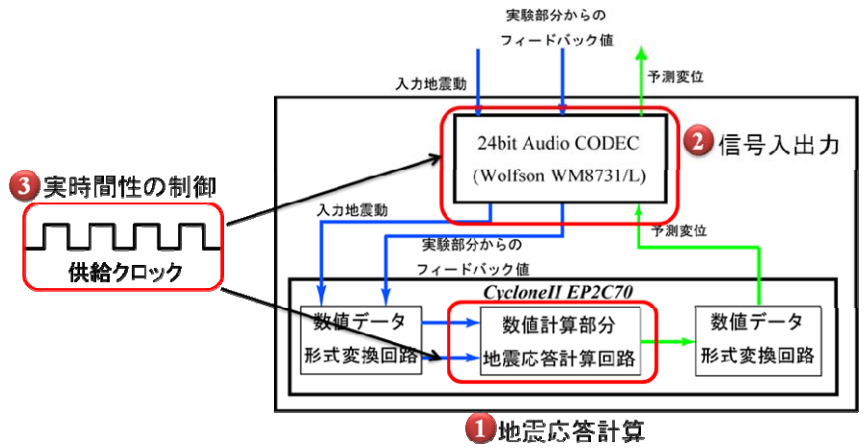 実験部分からの
フィードバック値
入力地震動
予測変位
24bit Audio CODEC
(Wolfson WM8731/L)
2 信号入出力
3 実時間性の制御
供給クロック
入力地震動
実験部分からの
フィードバック値
予測変位
CycloneII EP2C70
数値データ
形式変換回路
数値計算部分
地震応答計算回路
数値データ
形式変換回路
1 地震応答計算